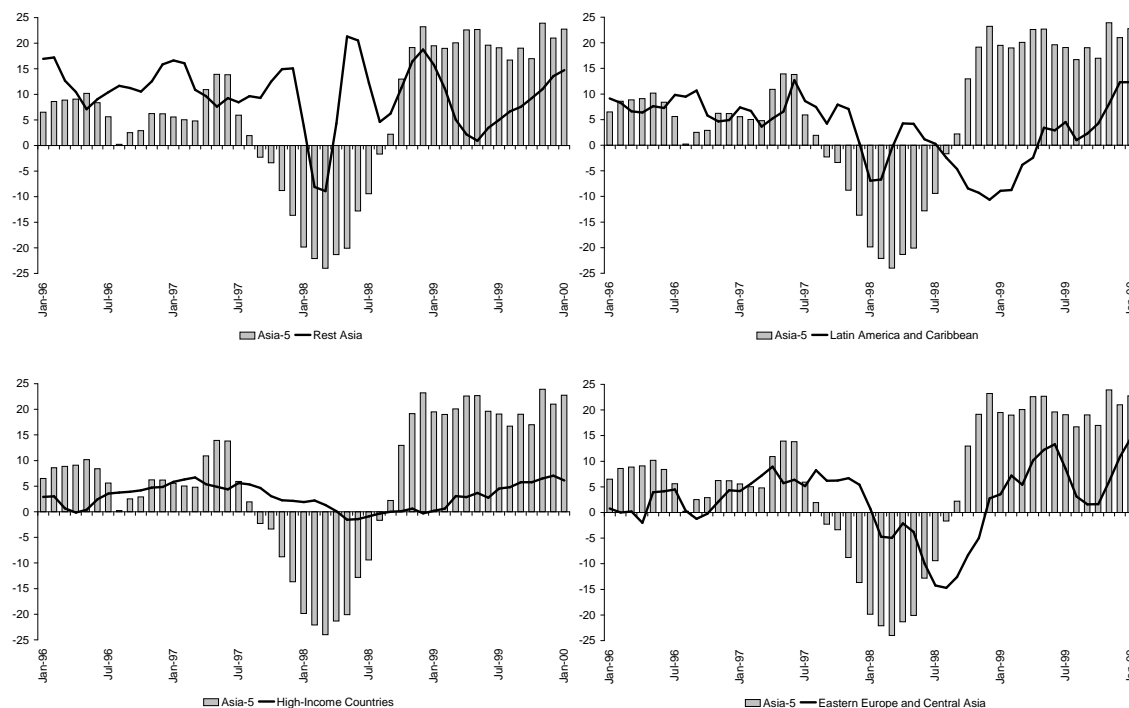 25
20
15
10
5
0
-5
-10
-15
-20
-25
Jan-96
Jul-96
Jan-97
Jul-97
Jan-98
Jul-98
Jan-99
Jul-99
Jan-00
Asia-5 Rest Asia
25
20
15
10
5
0
-5
-10
-15
-20
-25
Jan-96
Jul-96
Jan-97
Jul-97
Jan-98
Jul-98
Jan-99
Jul-99
Asia-5 Latin America and Caribbean
25
20
15
10
5
0
-5
-10
-15
-20
-25
Jan-96
Jul-96
Jan-97
Jul-97
Jan-98
Jul-98
Jan-99
Jul-99
Jan-00
Asia-5 High-Income Countries
25
20
15
10
5
0
-5
-10
-15
-20
-25
Jan-96
Jul-96
Jan-97
Jul-97
Jan-98
Jul-98
Jan-99
Jul-99
Asia-5 Eastern Europe and Central Asia